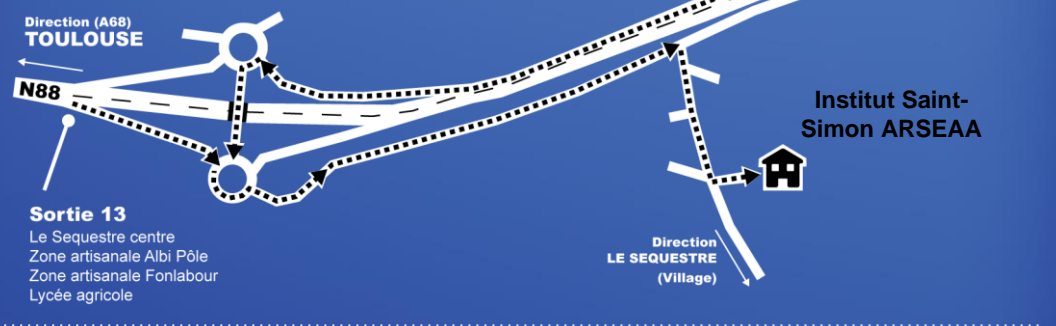 Direction (A68)
TOULOUSE
N88
Institut Saint-
Simon ARSEAA
Sortie 13
Le Sequestre centre
Zone artisanale Albi Pôle
Zone artisanale Fonlabour
Lycée agricole
Direction
LE SEQUESTRE
(Village)